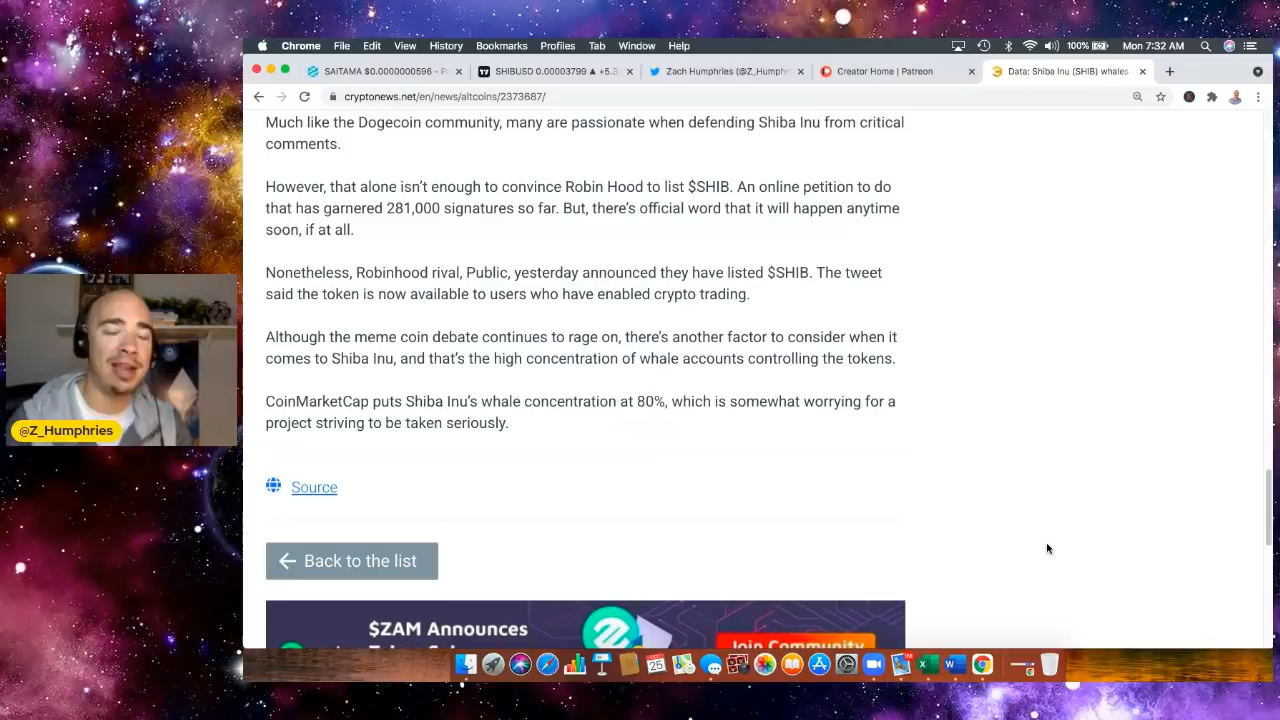 Chrome File Edit View History Bookmarks Profiles Tab Window Help 100% Mon 7:32 AM
SAITAMA $0.0000000596 - P SHIBUSD 0.00003799 ▲ +5.3 Zach Humphries (@Z_Humphr Creator Home | Patreon Data: Shiba Inu (SHIB) whales
cryptonews.net/en/news/altcoins/2373687/
Much like the Dogecoin community, many are passionate when defending Shiba Inu from critical
comments.
However, that alone isn't enough to convince Robin Hood to list $SHIB. An online petition to do
that has garnered 281,000 signatures so far. But, there's official word that it will happen anytime
soon, if at all.
Nonetheless, Robinhood rival, Public, yesterday announced they have listed $SHIB. The tweet
said the token is now available to users who have enabled crypto trading.
Although the meme coin debate continues to rage on, there's another factor to consider when it
comes to Shiba Inu, and that's the high concentration of whale accounts controlling the tokens.
CoinMarketCap puts Shiba Inu's whale concentration at 80%, which is somewhat worrying for a
project striving to be taken seriously.
@Z_Humphries
Source
Back to the list
$ZAM Announces
Join Community
25